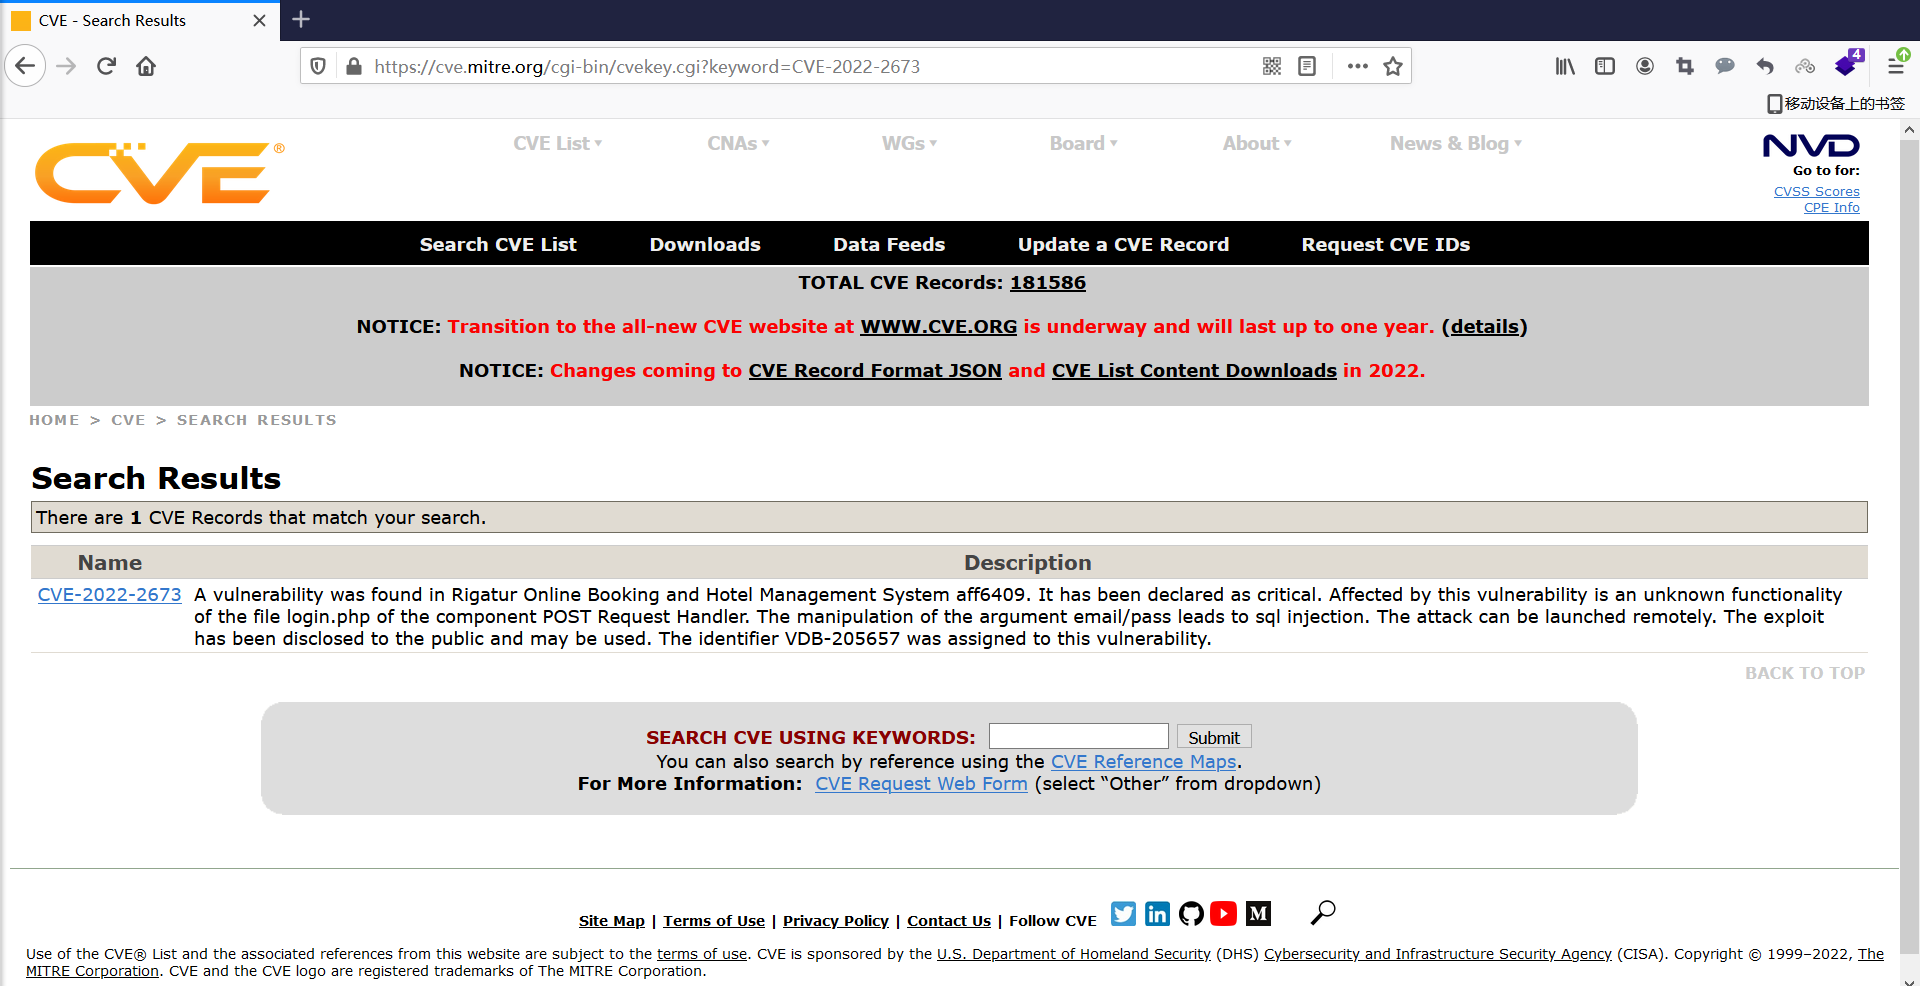 CVE - Search Results
https://cve.mitre.org/cgi-bin/cvekey.cgi?keyword=CVE-2022-2673
4
移动设备上的书签
CVE®
CVE List▾ CNAs▾ WGs▾ Board▾ About▾ News & Blog▾
NVD
Go to for:
CVSS Scores
CPE Info
Search CVE List Downloads Data Feeds Update a CVE Record Request CVE IDs
TOTAL CVE Records: 181586
NOTICE: Transition to the all-new CVE website at WWW.CVE.ORG is underway and will last up to one year. (details)
NOTICE: Changes coming to CVE Record Format JSON and CVE List Content Downloads in 2022.
HOME > CVE > SEARCH RESULTS
Search Results
There are 1 CVE Records that match your search.
Name Description
CVE-2022-2673 A vulnerability was found in Rigatur Online Booking and Hotel Management System aff6409. It has been declared as critical. Affected by this vulnerability is an unknown functionality
of the file login.php of the component POST Request Handler. The manipulation of the argument email/pass leads to sql injection. The attack can be launched remotely. The exploit
has been disclosed to the public and may be used. The identifier VDB-205657 was assigned to this vulnerability.
BACK TO TOP
SEARCH CVE USING KEYWORDS: Submit
You can also search by reference using the CVE Reference Maps.
For More Information: CVE Request Web Form (select “Other” from dropdown)
Site Map | Terms of Use | Privacy Policy | Contact Us | Follow CVE
Use of the CVE® List and the associated references from this website are subject to the terms of use. CVE is sponsored by the U.S. Department of Homeland Security (DHS) Cybersecurity and Infrastructure Security Agency (CISA). Copyright © 1999–2022, The
MITRE Corporation. CVE and the CVE logo are registered trademarks of The MITRE Corporation.